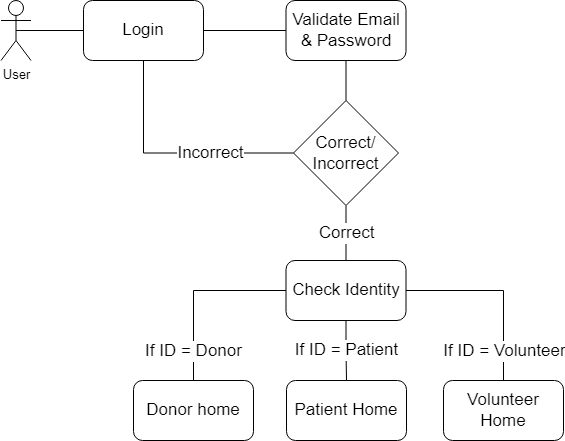 Login
Validate Email
& Password
User
Correct/
Incorrect
Incorrect
Correct
Check Identity
If ID = Donor
If ID = Patient
If ID = Volunteer
Donor home
Patient Home
Volunteer
Home